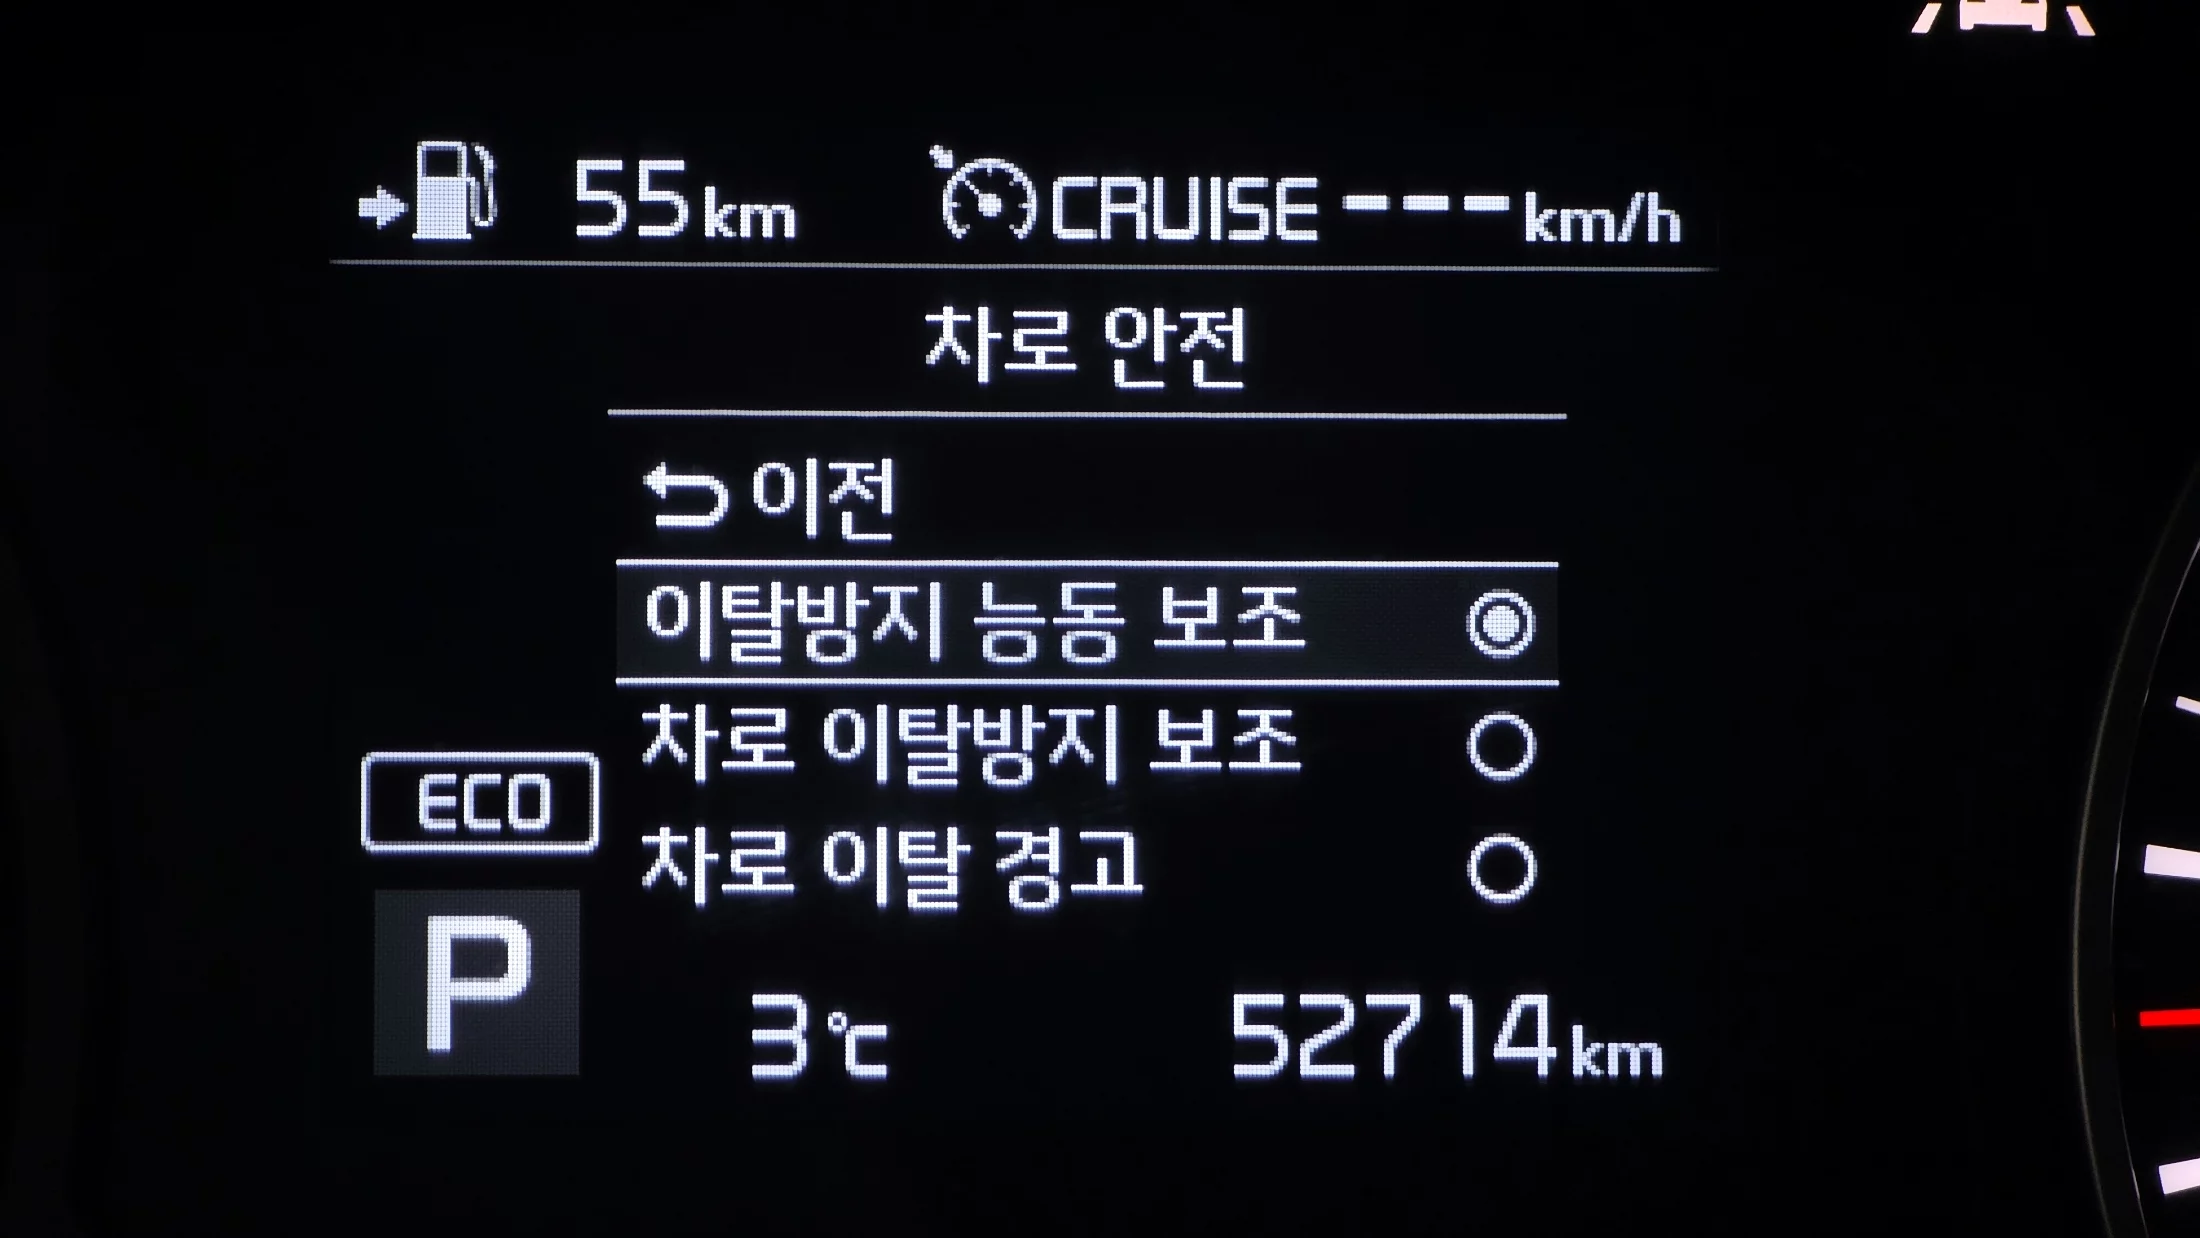 55km CRUISE---km/h
차로 안전
이전
이탈방지 능동 보조
차로 이탈방지 보조
차로 이탈 경고
ECO
P
3℃ 52714km